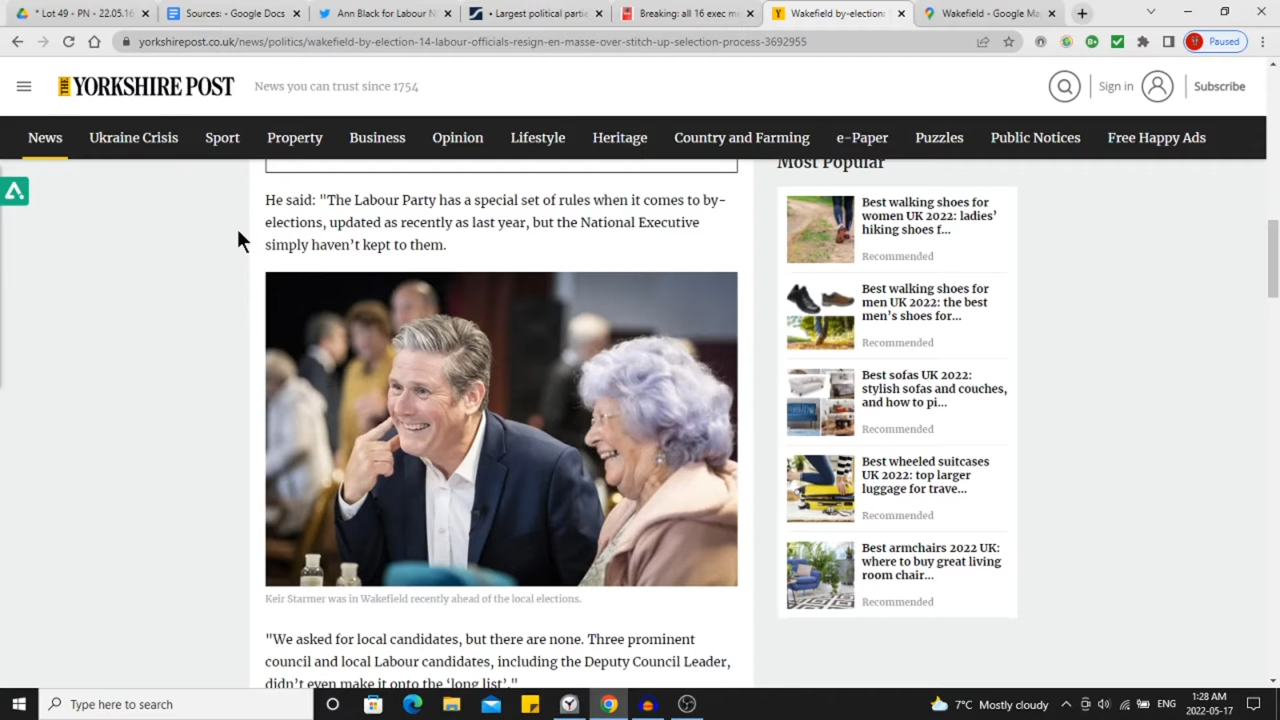 * Lot 49 - PN - 22.05.16
Sources: - Google Docs
Ann Black for Labour N
• Largest political partie
Breaking: all 16 exec m
Wakefield by-election:
Wakefield - Google Ma
yorkshirepost.co.uk/news/politics/wakefield-by-election-14-labour-officials-resign-en-masse-over-stitch-up-selection-process-3692955
Paused
THE YORKSHIRE POST
News you can trust since 1754
Sign in
Subscribe
News
Ukraine Crisis
Sport
Property
Business
Opinion
Lifestyle
Heritage
Country and Farming
e-Paper
Puzzles
Public Notices
Free Happy Ads
He said: "The Labour Party has a special set of rules when it comes to by-
elections, updated as recently as last year, but the National Executive
simply haven't kept to them.
Keir Starmer was in Wakefield recently ahead of the local elections.
"We asked for local candidates, but there are none. Three prominent
council and local Labour candidates, including the Deputy Council Leader,
didn't even make it onto the 'long list'."
Most Popular
Best walking shoes for
women UK 2022: ladies'
hiking shoes f...
Recommended
Best walking shoes for
men UK 2022: the best
men's shoes for...
Recommended
Best sofas UK 2022:
stylish sofas and couches,
and how to pi...
Recommended
Best wheeled suitcases
UK 2022: top larger
luggage for trave...
Recommended
Best armchairs 2022 UK:
where to buy great living
room chair...
Recommended
Type here to search
7°C Mostly cloudy
ENG
1:28 AM
2022-05-17